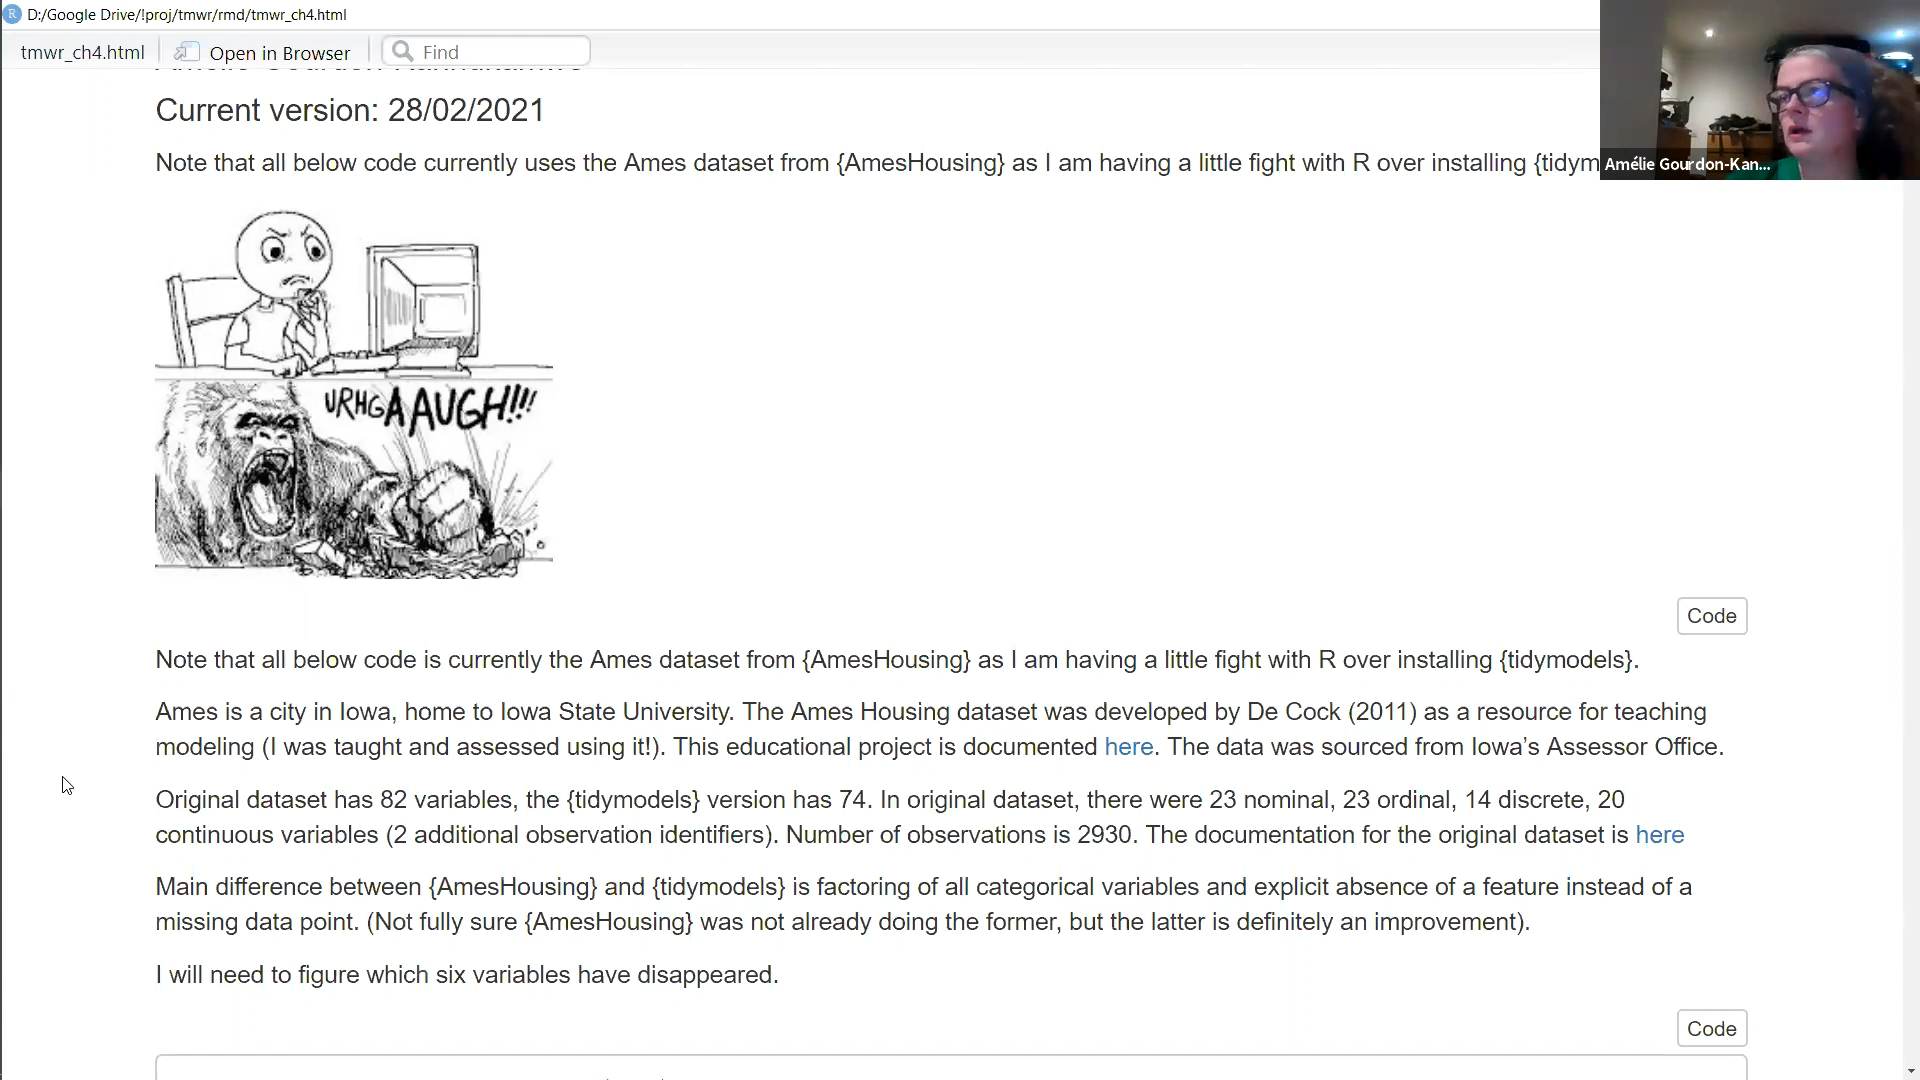 D:/Google Drive/!proj/tmwr/rmd/tmwr_ch4.html
tmwr_ch4.html
Open in Browser
Find
Amélie Gourdon-Kan...
Current version: 28/02/2021
Note that all below code currently uses the Ames dataset from {AmesHousing} as I am having a little fight with R over installing {tidym
URHGAAUGH!!!
Code
Note that all below code is currently the Ames dataset from {AmesHousing} as I am having a little fight with R over installing {tidymodels}.
Ames is a city in Iowa, home to Iowa State University. The Ames Housing dataset was developed by De Cock (2011) as a resource for teaching
modeling (I was taught and assessed using it!). This educational project is documented here. The data was sourced from Iowa's Assessor Office.
Original dataset has 82 variables, the {tidymodels} version has 74. In original dataset, there were 23 nominal, 23 ordinal, 14 discrete, 20
continuous variables (2 additional observation identifiers). Number of observations is 2930. The documentation for the original dataset is here
Main difference between {AmesHousing} and {tidymodels} is factoring of all categorical variables and explicit absence of a feature instead of a
missing data point. (Not fully sure {AmesHousing} was not already doing the former, but the latter is definitely an improvement).
I will need to figure which six variables have disappeared.
Code